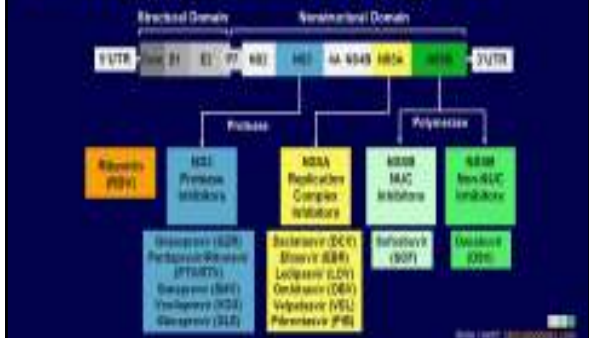 Structural Domain
Nonstructural Domain
5'UTR
Core E1 E2 P7 NS2 NS3 4A NS4B NS5A NS5B 3'UTR
Protease
Polymerase
Ribavirin
(RBV)
NS3
Protease
Inhibitors
NS5A
Replication
Complex
Inhibitors
NS5B
NUC
Inhibitors
NS5B
Non-NUC
Inhibitors
Grazoprevir (GZR)
Paritaprevir/Ritonavir
(PTV/RTV)
Simeprevir (SMV)
Voxilaprevir (VOX)
Glecaprevir (GLE)
Daclatasvir (DCV)
Elbasvir (EBR)
Ledipasvir (LDV)
Ombitasvir (OBV)
Velpatasvir (VEL)
Pibrentasvir (PIB)
Sofosbuvir
(SOF)
Dasabuvir
(DSV)